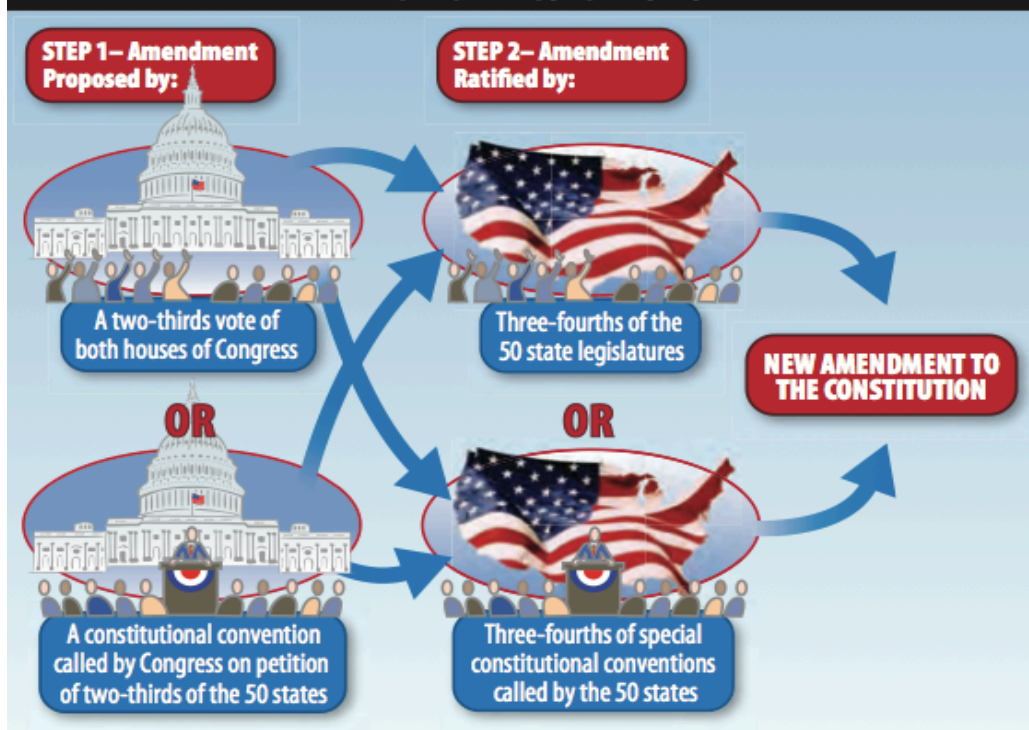 STEP 1– Amendment
Proposed by:
STEP 2– Amendment
Ratified by:
A two-thirds vote of
both houses of Congress
Three-fourths of the
50 state legislatures
NEW AMENDMENT TO
THE CONSTITUTION
OR
OR
A constitutional convention
called by Congress on petition
of two-thirds of the 50 states
Three-fourths of special
constitutional conventions
called by the 50 states